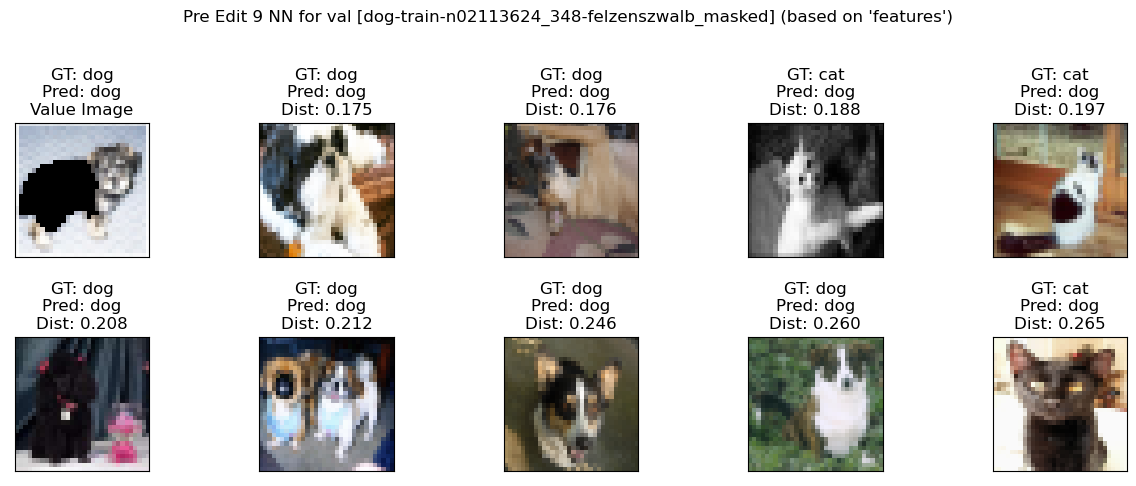 Pre Edit 9 NN for val [dog-train-n02113624_348-felzenszwalb_masked] (based on 'features')
GT: dog
Pred: dog
Value Image
GT: dog
Pred: dog
Dist: 0.175
GT: dog
Pred: dog
Dist: 0.176
GT: cat
Pred: dog
Dist: 0.188
GT: cat
Pred: dog
Dist: 0.197
GT: dog
Pred: dog
Dist: 0.208
GT: dog
Pred: dog
Dist: 0.212
GT: dog
Pred: dog
Dist: 0.246
GT: dog
Pred: dog
Dist: 0.260
GT: cat
Pred: dog
Dist: 0.265